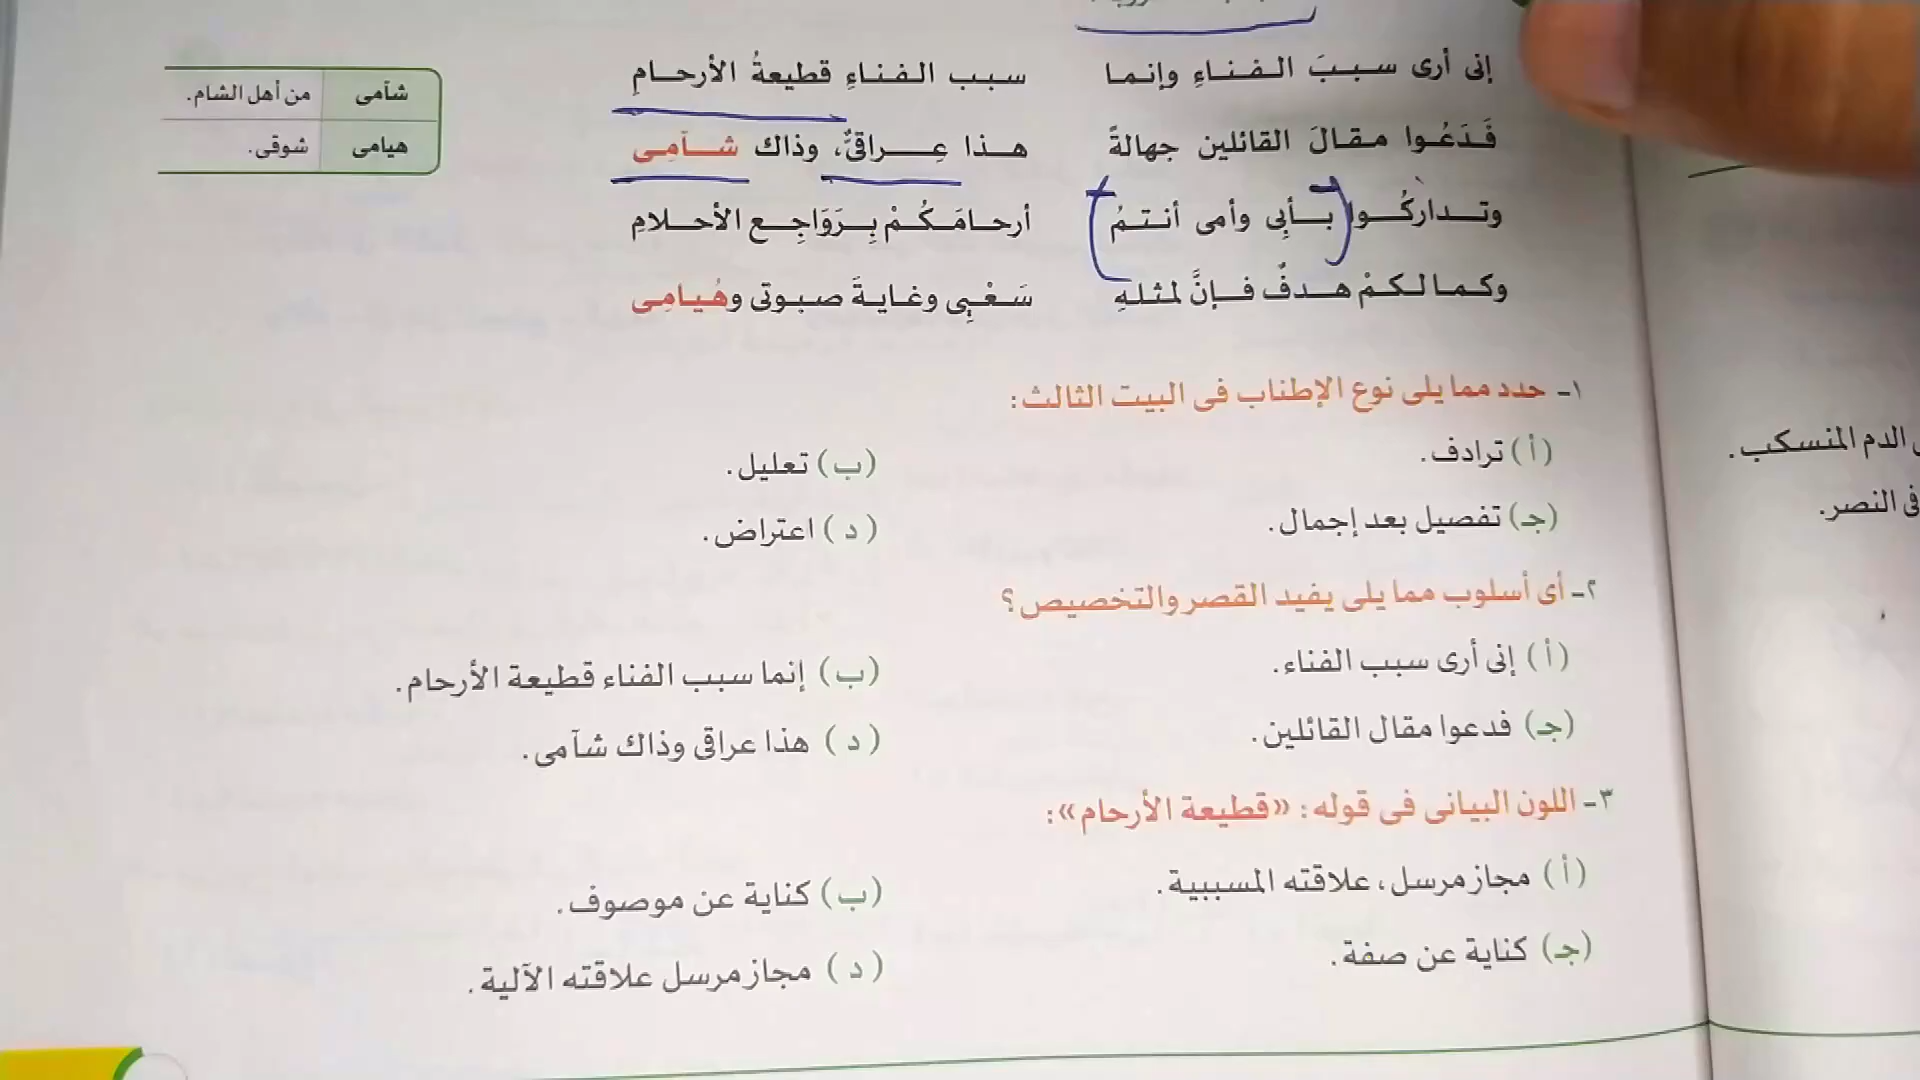 إنى أرى سببَ الفناءِ وإنما سبب الفناءِ قطيعةُ الأرحامِ
فَدَعُوا مقالَ القائلين جهالةً هذا عِراقىٌّ، وذاك شآمِى
وتداركُوا بأبِى وأمى أنتمُ أرحامَكُمْ بِرَوَاجِعِ الأحلامِ
وكما لكمْ هدفٌ فإنَّ لمثلهِ سَعْيِى وغايةَ صبوتى وهُيامِى
شآمى من أهل الشام.
هيامى شوقى.
١- حدد مما يلى نوع الإطناب فى البيت الثالث:
(أ) ترادف. (ب) تعليل.
(جـ) تفصيل بعد إجمال. (د) اعتراض.
٢- أى أسلوب مما يلى يفيد القصر والتخصيص؟
(أ) إنى أرى سبب الفناء. (ب) إنما سبب الفناء قطيعة الأرحام.
(جـ) فدعوا مقال القائلين. (د) هذا عراقى وذاك شآمى.
٣- اللون البيانى فى قوله: «قطيعة الأرحام»:
(أ) مجاز مرسل، علاقته المسببية. (ب) كناية عن موصوف.
(جـ) كناية عن صفة. (د) مجاز مرسل علاقته الآلية.
الدم المنسكب.
فى النصر.